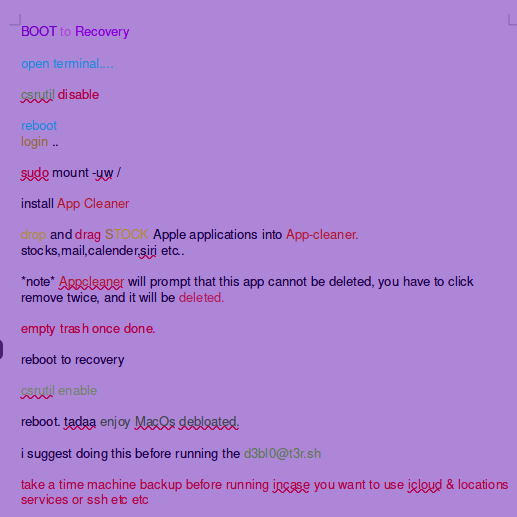 BOOT to Recovery
open terminal....
csrutil disable
reboot
login ..
sudo mount -uw /
install App Cleaner
drop and drag STOCK Apple applications into App-cleaner.
stocks,mail,calender,siri etc..
*note* Appcleaner will prompt that this app cannot be deleted, you have to click
remove twice, and it will be deleted.
empty trash once done.
reboot to recovery
csrutil enable
reboot. tadaa enjoy MacOs debloated.
i suggest doing this before running the d3bl0@t3r.sh
take a time machine backup before running incase you want to use icloud & locations
services or ssh etc etc